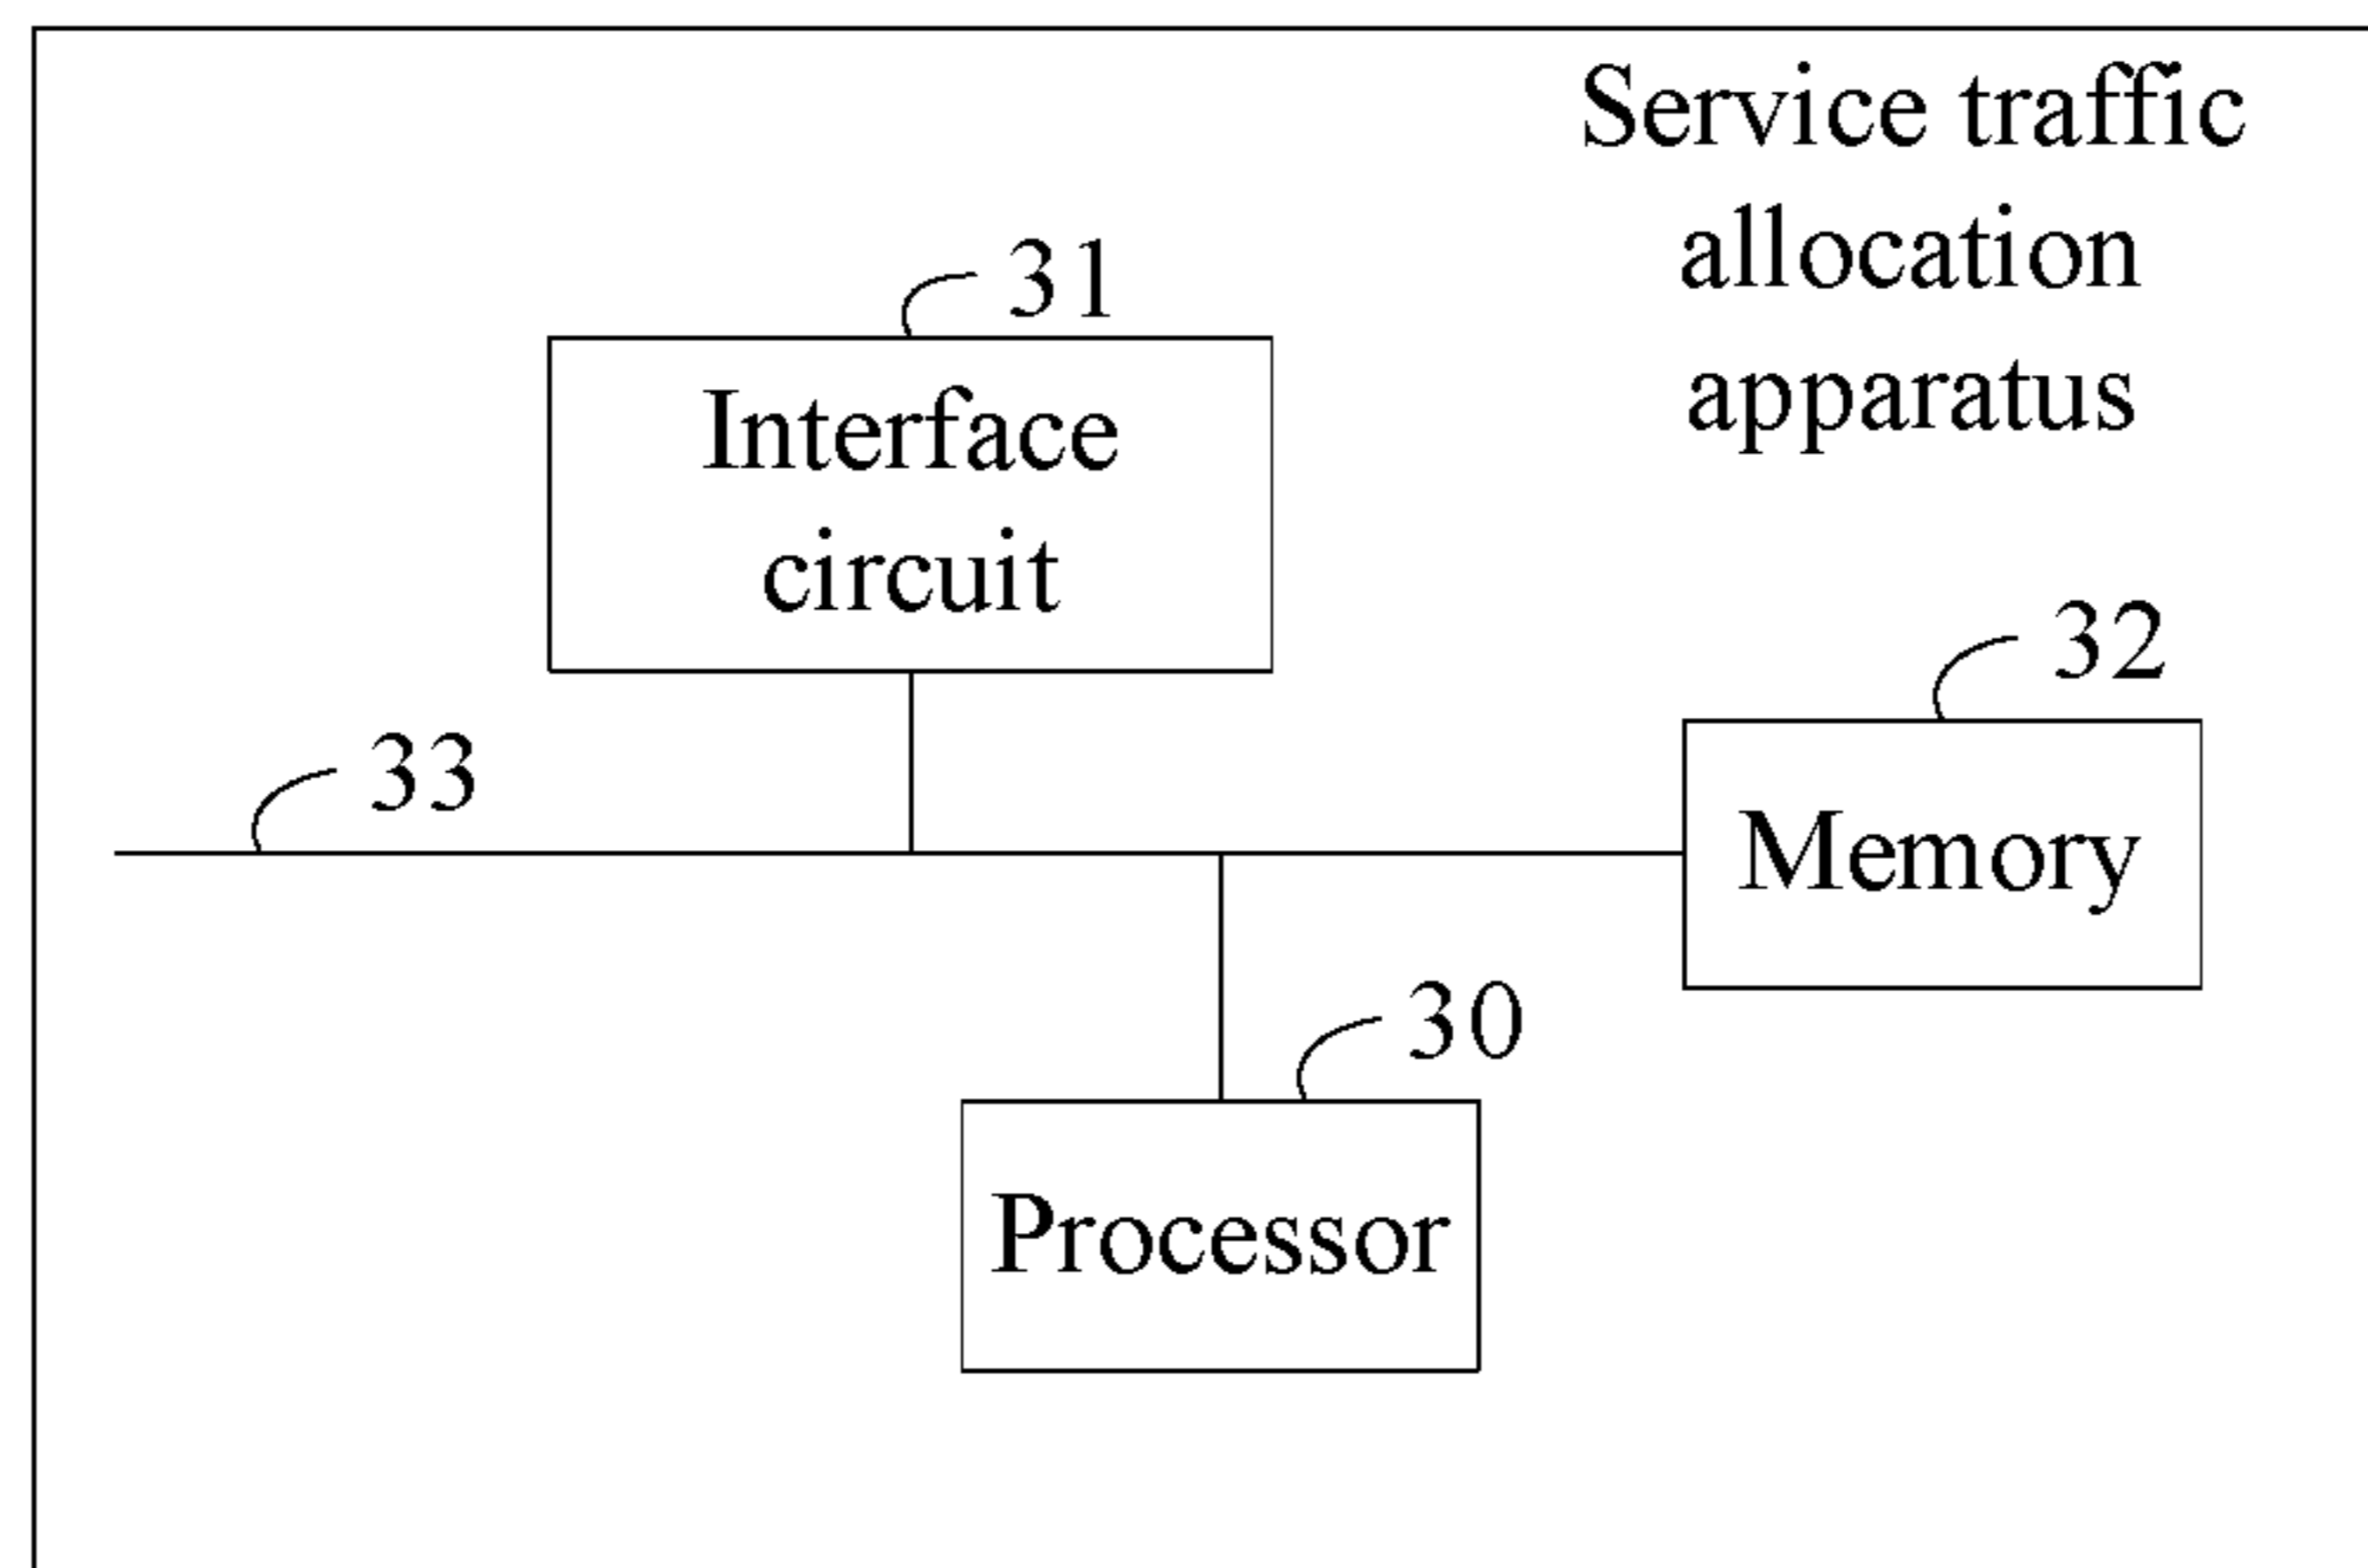 Service traffic
allocation
apparatus
31
Interface
circuit
32
33
Memory
30
Processor